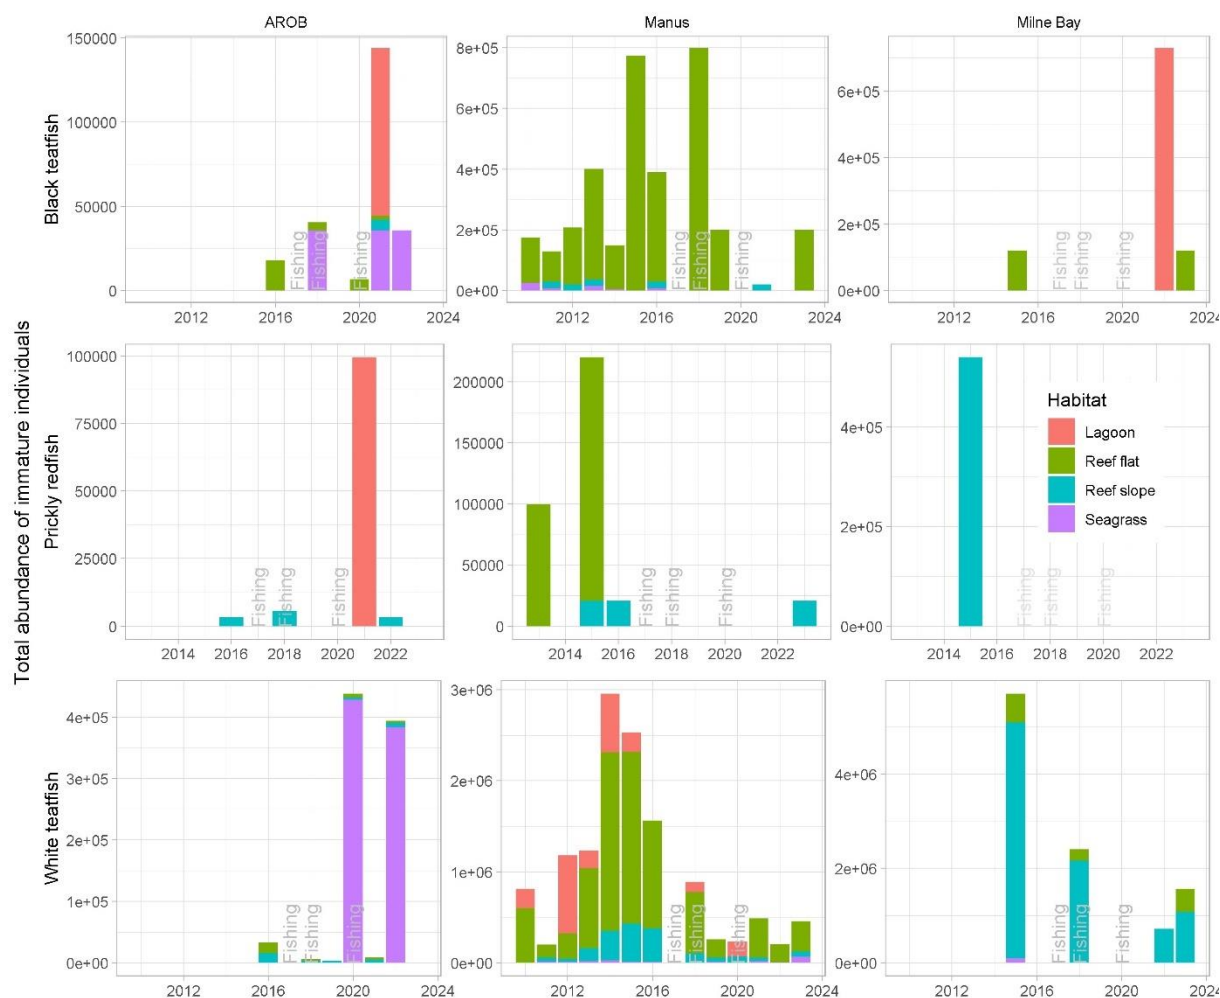 AROB
Manus
Milne Bay
Total abundance of immature individuals
Black teatfish
150000
100000
50000
0
Fishing
Fishing
Fishing
2012
2016
2020
2024
8e+05
6e+05
4e+05
2e+05
0e+00
Fishing
Fishing
Fishing
2012
2016
2020
2024
6e+05
4e+05
2e+05
0e+00
Fishing
Fishing
Fishing
2012
2016
2020
2024
Prickly redfish
100000
75000
50000
25000
0
Fishing
Fishing
Fishing
2014
2016
2018
2020
2022
200000
150000
100000
50000
0
Fishing
Fishing
Fishing
2014
2016
2018
2020
2022
4e+05
2e+05
0e+00
Fishing
Fishing
Fishing
2014
2016
2018
2020
2022
Habitat
Lagoon
Reef flat
Reef slope
Seagrass
White teatfish
4e+05
3e+05
2e+05
1e+05
0e+00
Fishing
Fishing
Fishing
2012
2016
2020
2024
3e+06
2e+06
1e+06
0e+00
Fishing
Fishing
Fishing
2012
2016
2020
2024
4e+06
2e+06
0e+00
Fishing
Fishing
Fishing
2012
2016
2020
2024